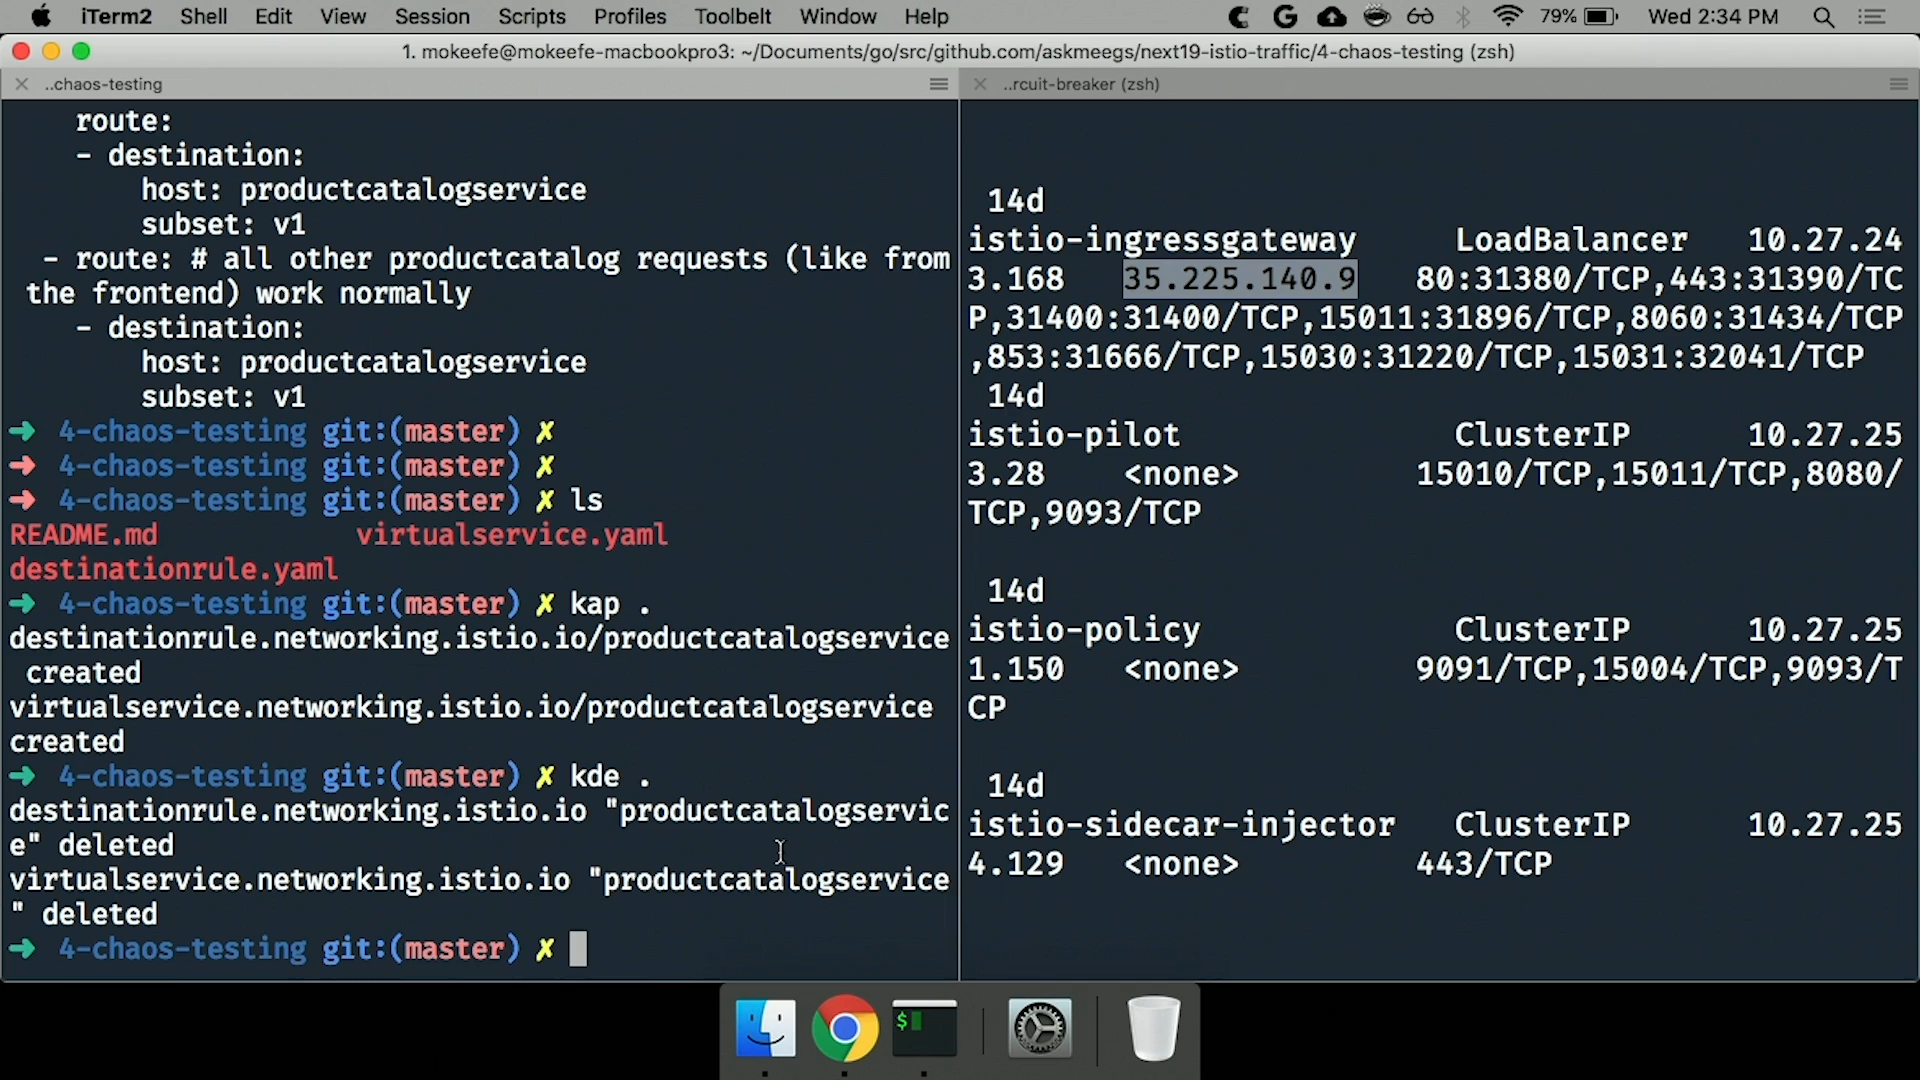 iTerm2 Shell Edit View Session Scripts Profiles Toolbelt Window Help 79% Wed 2:34 PM
1. mokeefe@mokeefe-macbookpro3: ~/Documents/go/src/github.com/askmeegs/next19-istio-traffic/4-chaos-testing (zsh)
..chaos-testing
route:
- destination:
host: productcatalogservice
subset: v1
- route: # all other productcatalog requests (like from
the frontend) work normally
- destination:
host: productcatalogservice
subset: v1
➜ 4-chaos-testing git:(master) ✗
➜ 4-chaos-testing git:(master) ✗
➜ 4-chaos-testing git:(master) ✗ ls
README.md virtualservice.yaml
destinationrule.yaml
➜ 4-chaos-testing git:(master) ✗ kap .
destinationrule.networking.istio.io/productcatalogservice
created
virtualservice.networking.istio.io/productcatalogservice
created
➜ 4-chaos-testing git:(master) ✗ kde .
destinationrule.networking.istio.io "productcatalogservic
e" deleted
virtualservice.networking.istio.io "productcatalogservice
" deleted
➜ 4-chaos-testing git:(master) ✗
..rcuit-breaker (zsh)
14d
istio-ingressgateway LoadBalancer 10.27.24
3.168 35.225.140.9 80:31380/TCP,443:31390/TC
P,31400:31400/TCP,15011:31896/TCP,8060:31434/TCP
,853:31666/TCP,15030:31220/TCP,15031:32041/TCP
14d
istio-pilot ClusterIP 10.27.25
3.28 <none> 15010/TCP,15011/TCP,8080/
TCP,9093/TCP
14d
istio-policy ClusterIP 10.27.25
1.150 <none> 9091/TCP,15004/TCP,9093/T
CP
14d
istio-sidecar-injector ClusterIP 10.27.25
4.129 <none> 443/TCP
$